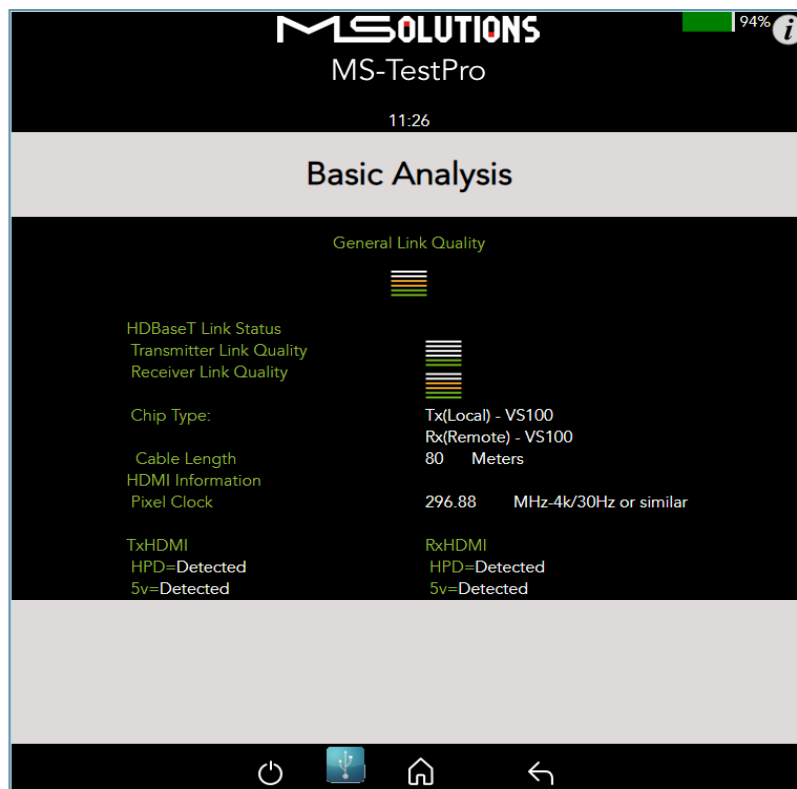 MSOLUTIONS
94%
i
MS-TestPro
11:26
Basic Analysis
General Link Quality
HDBaseT Link Status
Transmitter Link Quality
Receiver Link Quality
Chip Type: Tx(Local) - VS100
Rx(Remote) - VS100
Cable Length 80 Meters
HDMI Information
Pixel Clock 296.88 MHz-4k/30Hz or similar
TxHDMI RxHDMI
HPD=Detected HPD=Detected
5v=Detected 5v=Detected